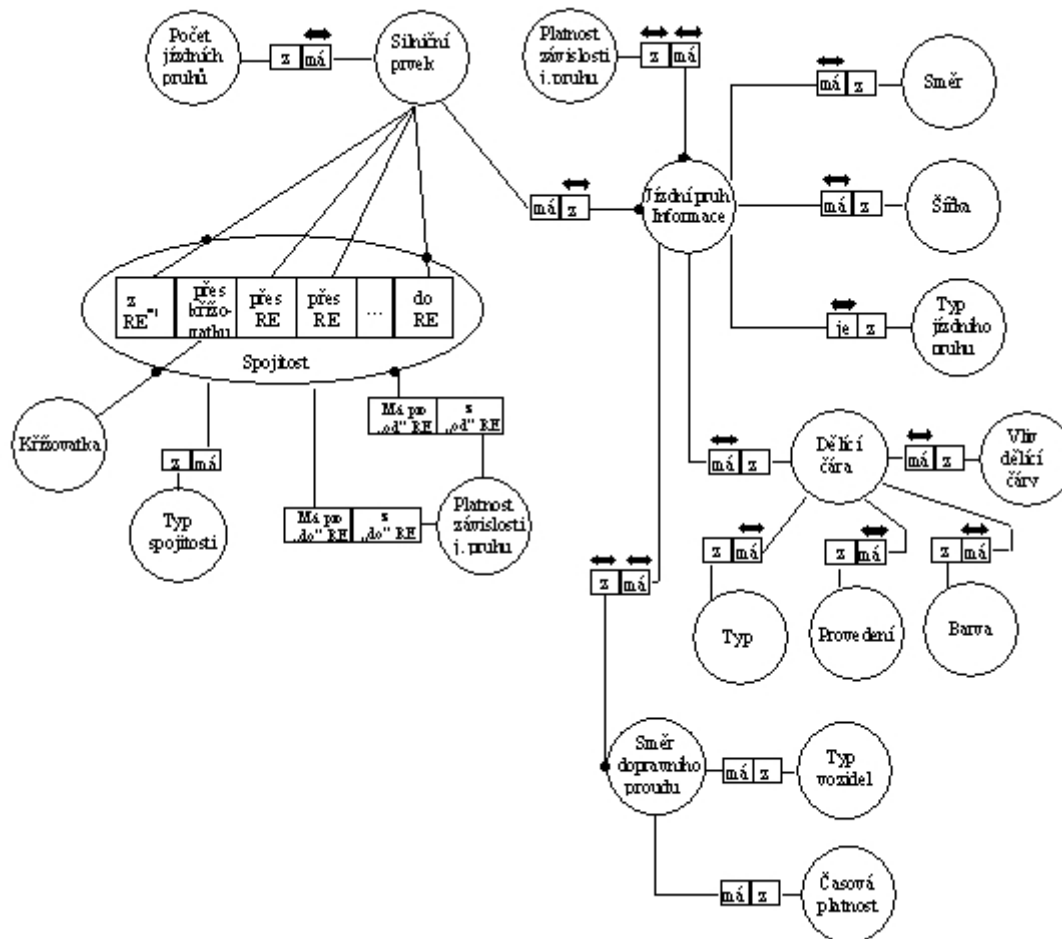 Počet
jízdních
pruhů
z má
Silniční
prvek
Platnost
závislosti
j. pruhu
z má
má z
Směr
má z
Jízdní pruh
Informace
má z
Šířka
z
RE
přes
křižo-
vatku
přes
RE
přes
RE
...
do
RE
Spojitost
je z
Typ
jízdního
pruhu
Křižovatka
z má
Typ
spojitosti
Má pro
„od“ RE
z
„od“ RE
Má pro
„do“ RE
z
„do“ RE
Platnost
závislosti
j. pruhu
má z
Dělící
čára
má z
Vliv
dělící
čáry
z má
Typ
z má
Provedení
z má
Barva
z má
Směr
dopravního
proudu
má z
Typ
vozidel
má z
Časová
platnost